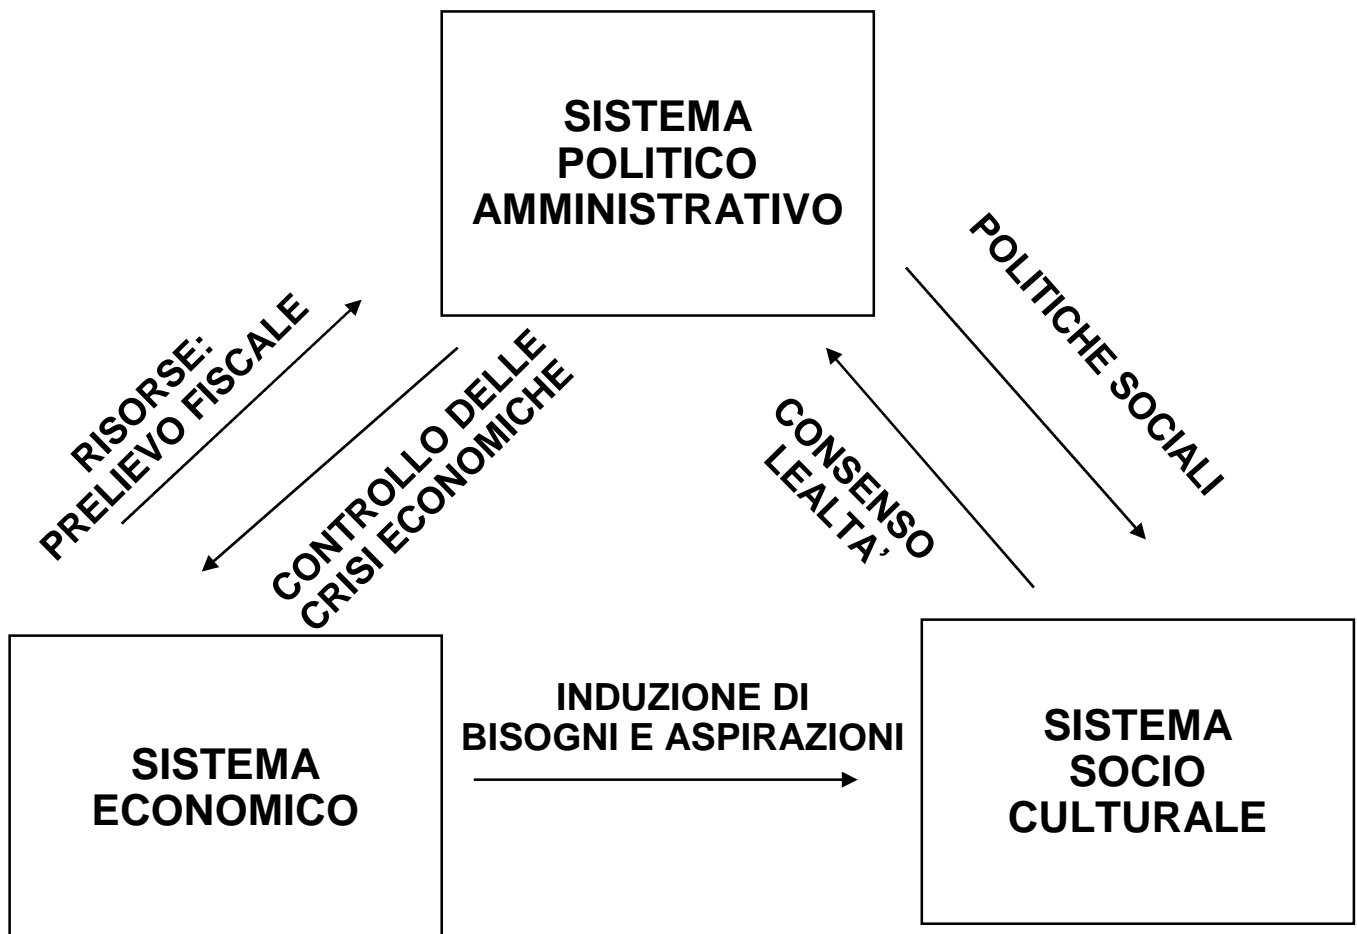 SISTEMA
POLITICO
AMMINISTRATIVO
RISORSE:
PRELIEVO FISCALE
CONTROLLO DELLE
CRISI ECONOMICHE
CONSENSO
LEALTA’
POLITICHE SOCIALI
INDUZIONE DI
BISOGNI E ASPIRAZIONI
SISTEMA
ECONOMICO
SISTEMA
SOCIO
CULTURALE